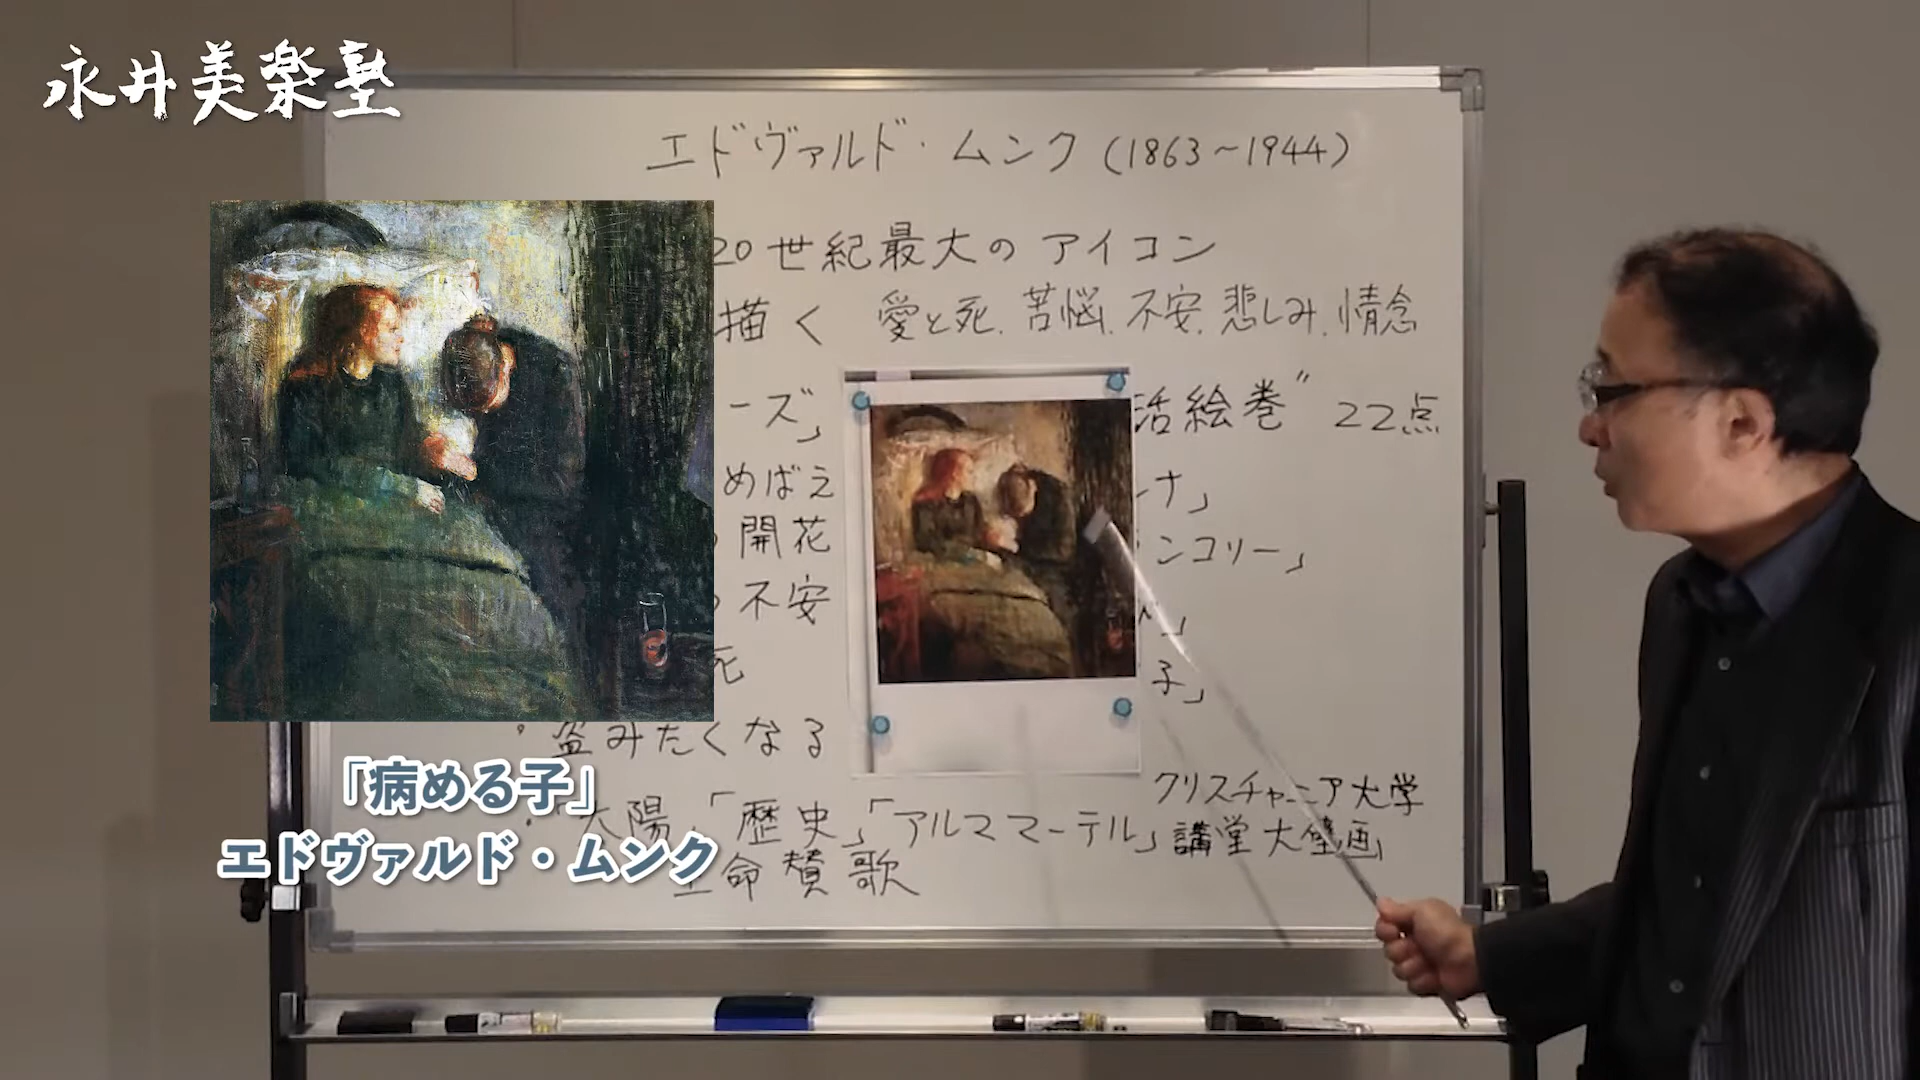 永井美楽塾
エドヴァルド・ムンク(1863~1944)
20世紀最大のアイコン
描く 愛と死、苦悩、不安、悲しみ、情念
ーズ」 活絵巻” 22点
めばえ ナ」
開花 ンコリー」
不安 」
死 子」
・盗みたくなる
「病める子」
クリスチャニア大学
太陽」「歴史」「アルママーテル」講堂大壁画
エドヴァルド・ムンク
命賛歌